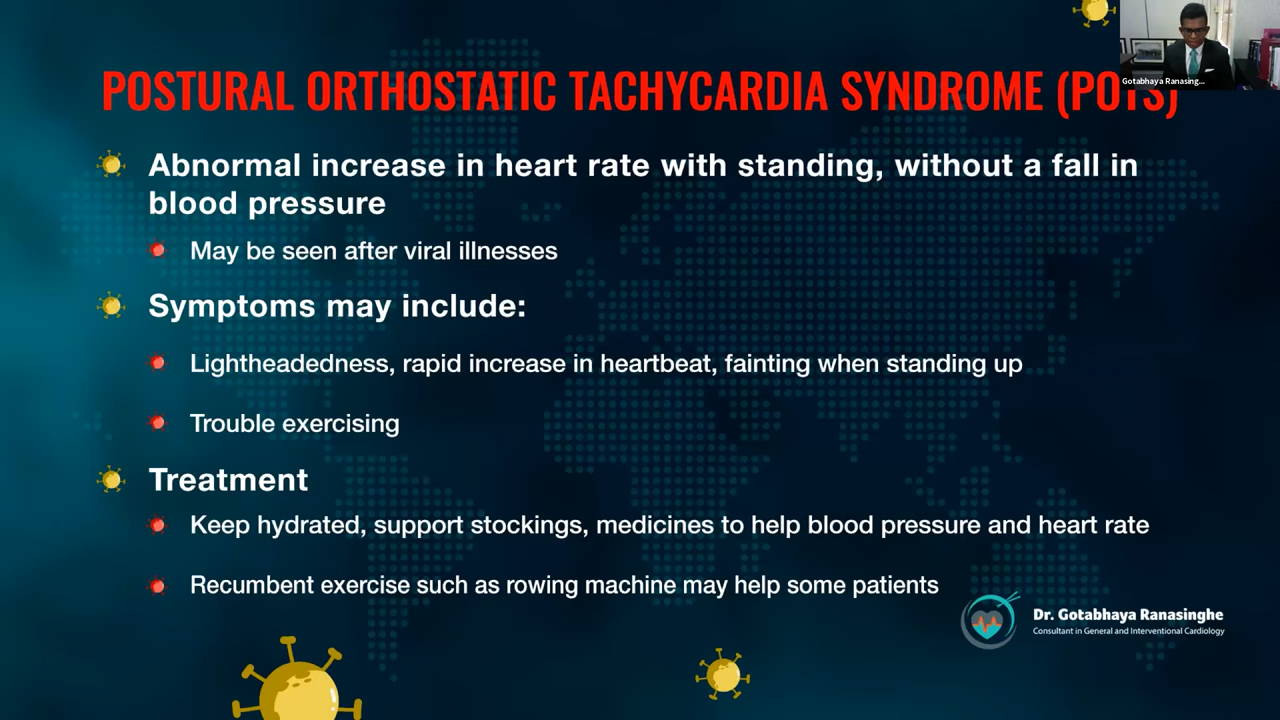 Gotabhaya Ranasing...
POSTURAL ORTHOSTATIC TACHYCARDIA SYNDROME (POTS)
Abnormal increase in heart rate with standing, without a fall in
blood pressure
May be seen after viral illnesses
Symptoms may include:
Lightheadedness, rapid increase in heartbeat, fainting when standing up
Trouble exercising
Treatment
Keep hydrated, support stockings, medicines to help blood pressure and heart rate
Recumbent exercise such as rowing machine may help some patients
Dr. Gotabhaya Ranasinghe
Consultant in General and Interventional Cardiology